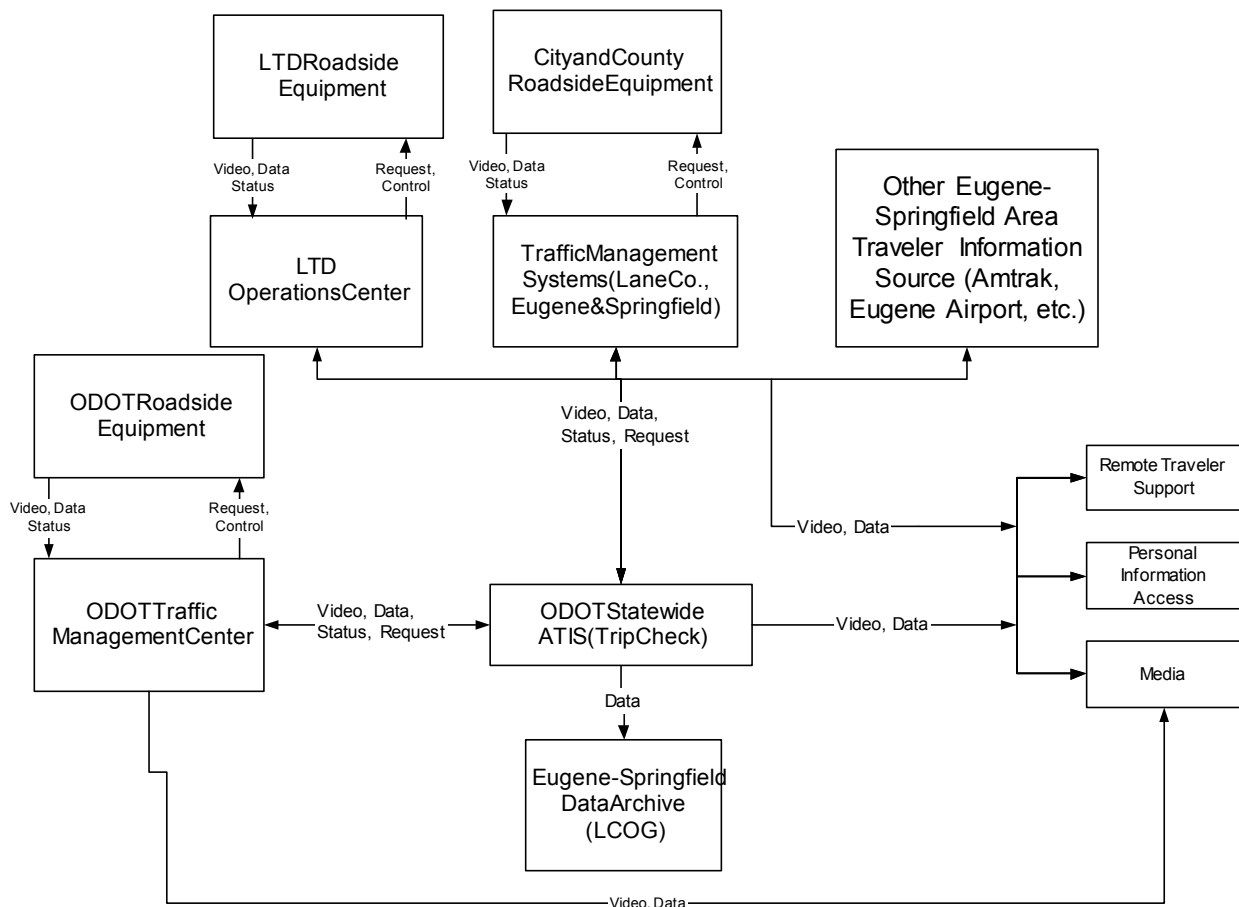 LTDRoadside
Equipment
CityandCounty
RoadsideEquipment
Video, Data
Status
Request,
Control
Video, Data
Status
Request,
Control
Other Eugene-
Springfield Area
Traveler Information
Source (Amtrak,
Eugene Airport, etc.)
LTD
OperationsCenter
TrafficManagement
Systems(LaneCo.,
Eugene&Springfield)
ODOTRoadside
Equipment
Video, Data,
Status, Request
Remote Traveler
Support
Video, Data
Status
Request,
Control
Video, Data
Personal
Information
Access
ODOTTraffic
ManagementCenter
Video, Data,
Status, Request
ODOTStatewide
ATIS(TripCheck)
Video, Data
Media
Data
Eugene-Springfield
DataArchive
(LCOG)
Video, Data